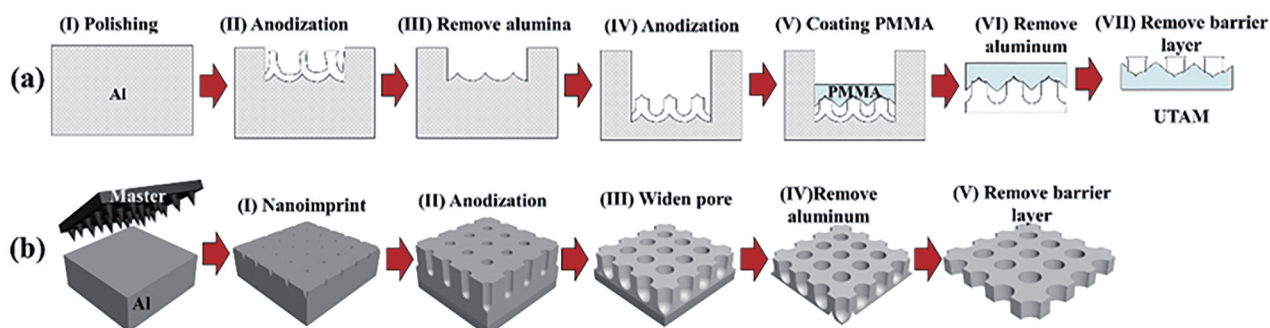 (I) Polishing
(II) Anodization
(III) Remove alumina
(IV) Anodization
(V) Coating PMMA
(VI) Remove
aluminum
(VII) Remove barrier
layer
(a)
Al
PMMA
UTAM
Master
(I) Nanoimprint
(II) Anodization
(III) Widen pore
(IV)Remove
aluminum
(V) Remove barrier
layer
(b)
Al